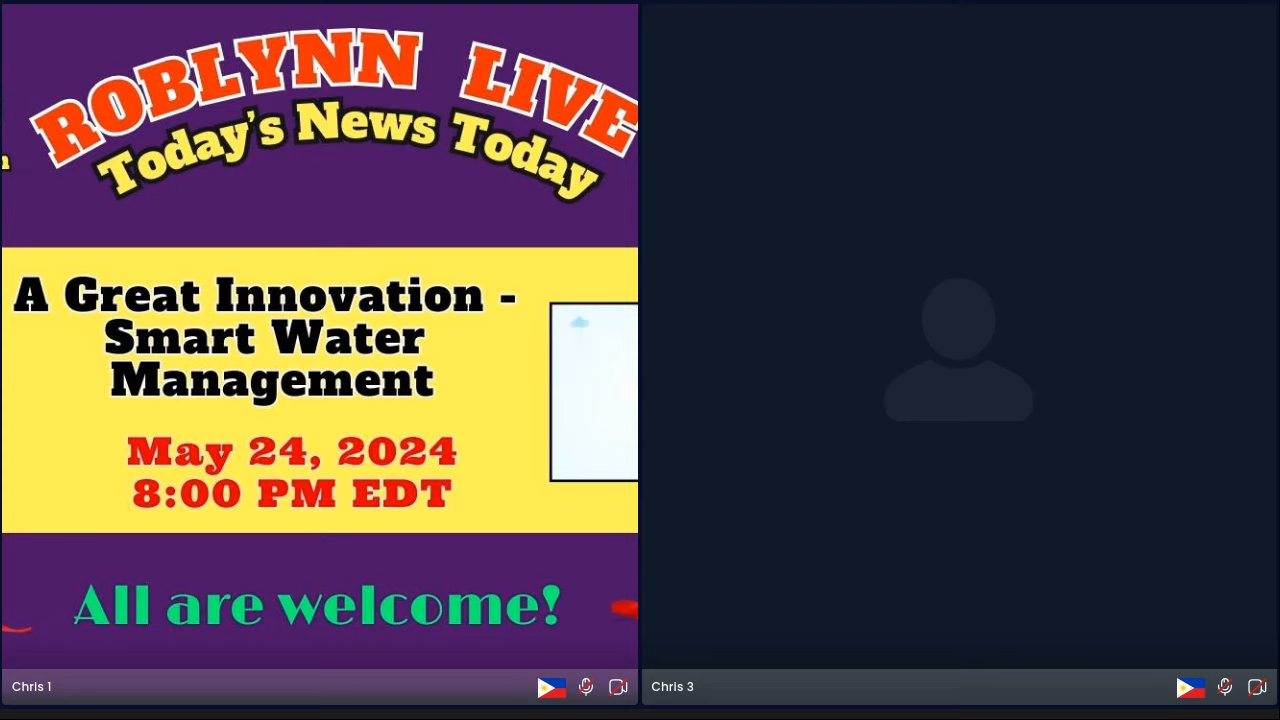 ROBLYNN LIVE
Today's News Today
A Great Innovation -
Smart Water
Management
May 24, 2024
8:00 PM EDT
All are welcome!
Chris 1
Chris 3